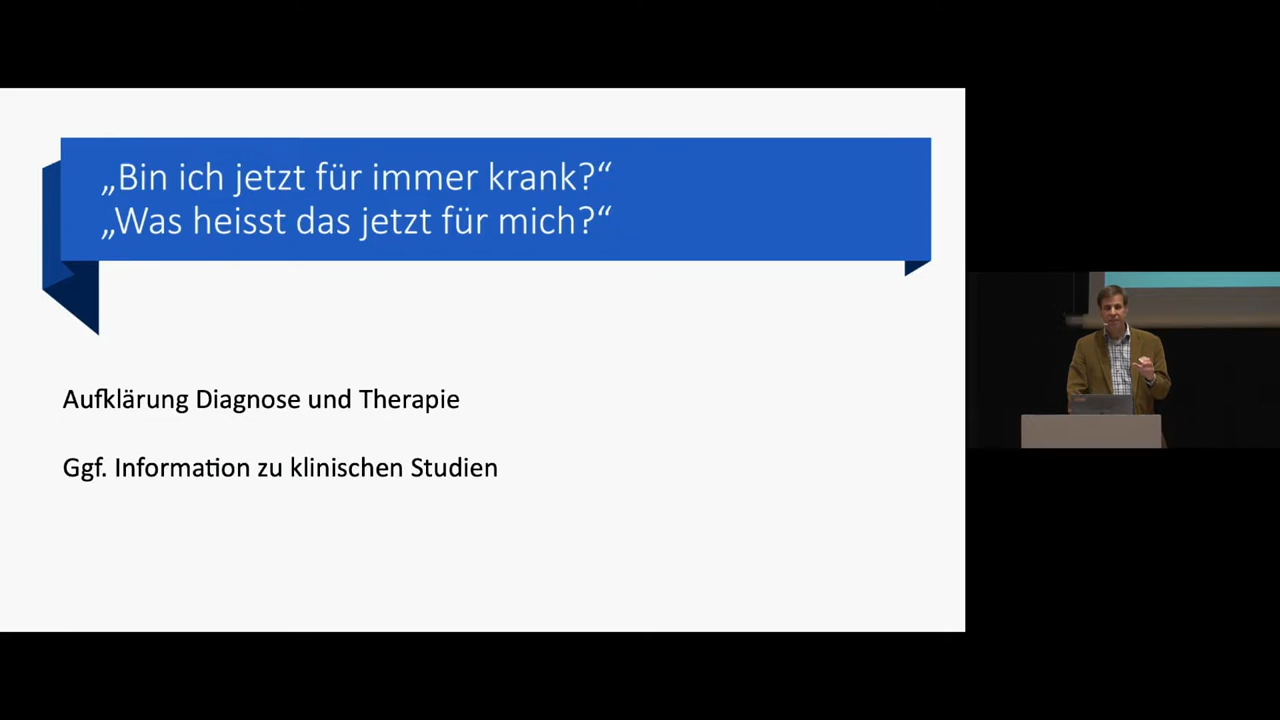 „Bin ich jetzt für immer krank?“
„Was heisst das jetzt für mich?“
Aufklärung Diagnose und Therapie
Ggf. Information zu klinischen Studien